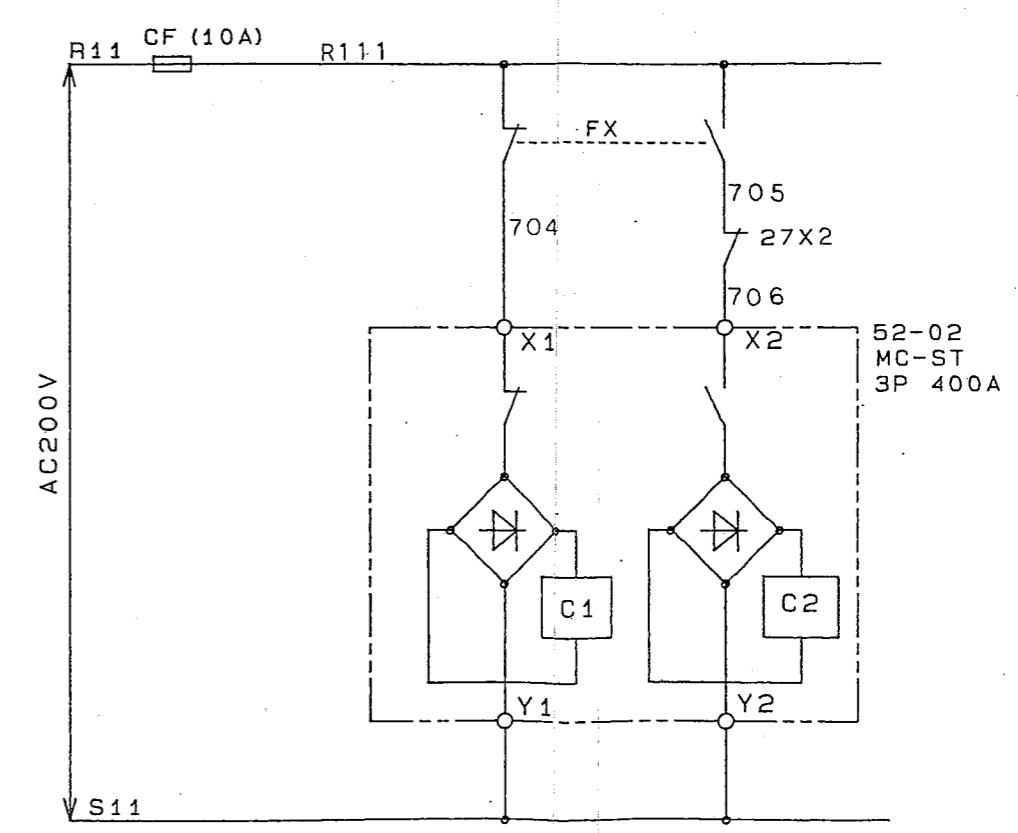 R11
CF (10A)
R111
FX
705
704
27X2
706
X1
X2
52-02
MC-ST
3P 400A
AC200V
C1
C2
Y1
Y2
S11